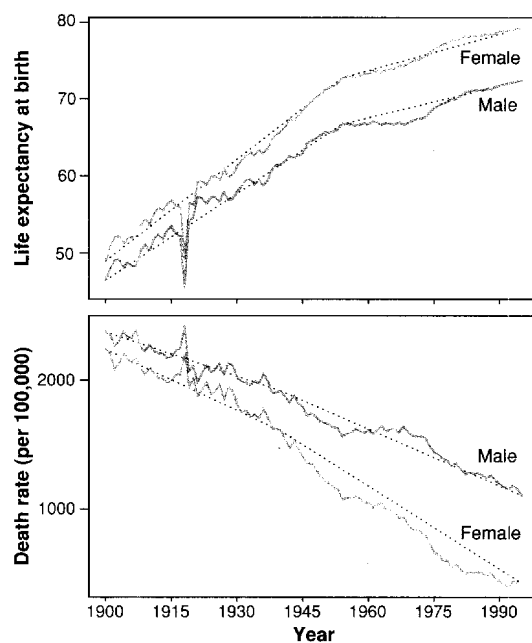 Life expectancy at birth
80
70
60
50
Female
Male
Death rate (per 100,000)
2000
1000
Male
Female
1900 1915 1930 1945 1960 1975 1990
Year